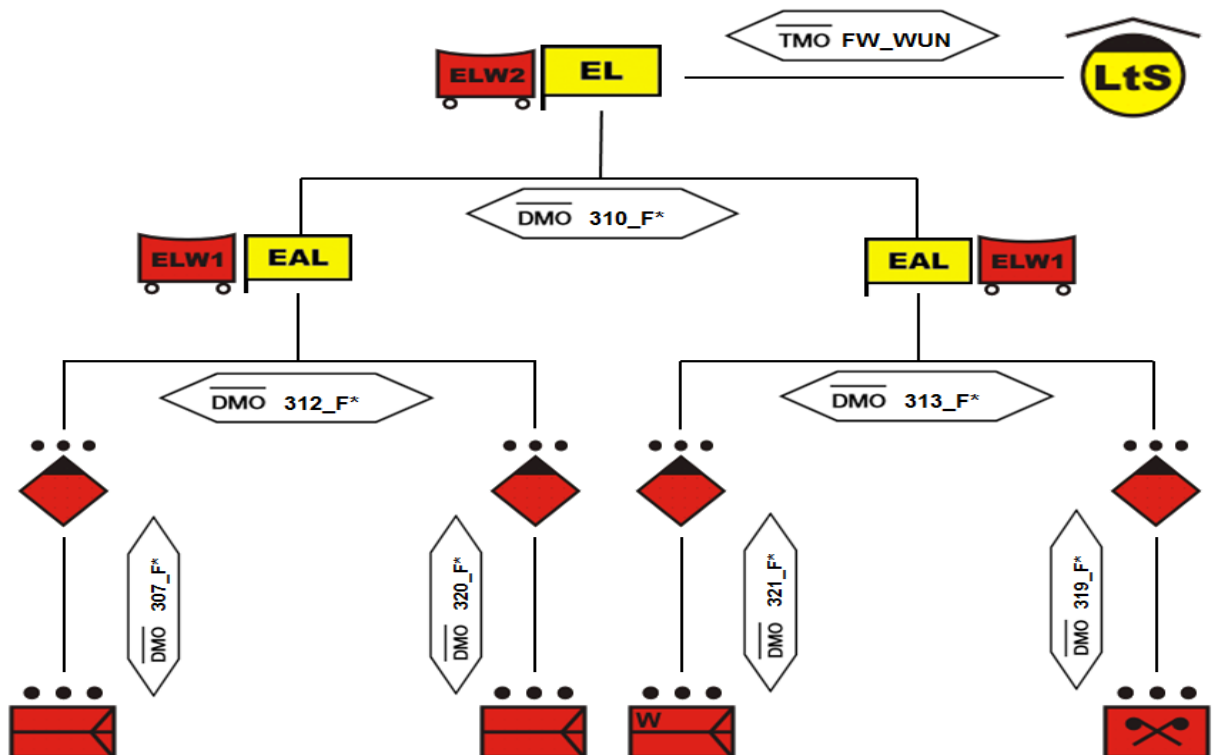 TMO FW_WUN
ELW2
EL
LtS
DMO 310_F*
ELW1
EAL
EAL
ELW1
DMO 312_F*
DMO 313_F*
DMO 307_F*
DMO 320_F*
DMO 321_F*
DMO 319_F*
W